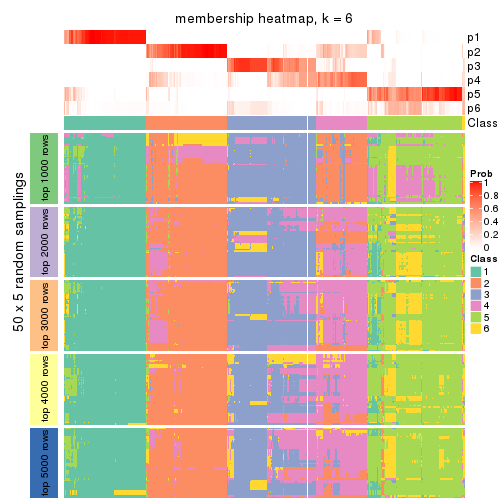 membership heatmap, k = 6
p1
p2
p3
p4
p5
p6
Class
50 x 5 random samplings
top 1000 rows
top 2000 rows
top 3000 rows
top 4000 rows
top 5000 rows
Prob
1
0.8
0.6
0.4
0.2
0
Class
1
2
3
4
5
6